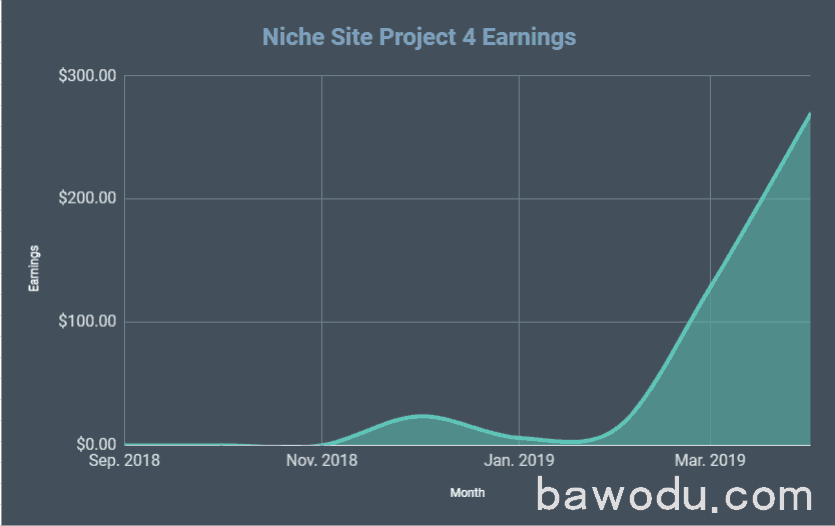 Niche Site Project 4 Earnings
$300.00
$200.00
$100.00
$0.00
Earnings
Sep. 2018 Nov. 2018 Jan. 2019 Mar. 2019
Month
bawodu.com